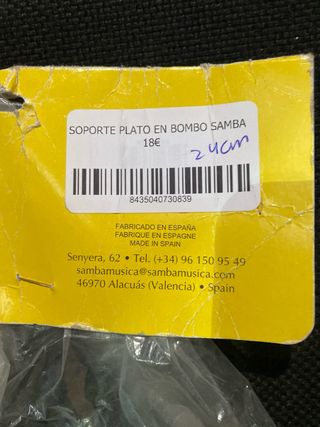 SOPORTE PLATO EN BOMBO SAMBA
18€
24cm
8435040730839
FABRICADO EN ESPAÑA
FABRIQUE EN ESPAGNE
MADE IN SPAIN
Senyera, 62 • Tel. (+34) 96 150 95 49
sambamusica@sambamusica.com
46970 Alacuás (Valencia) • Spain